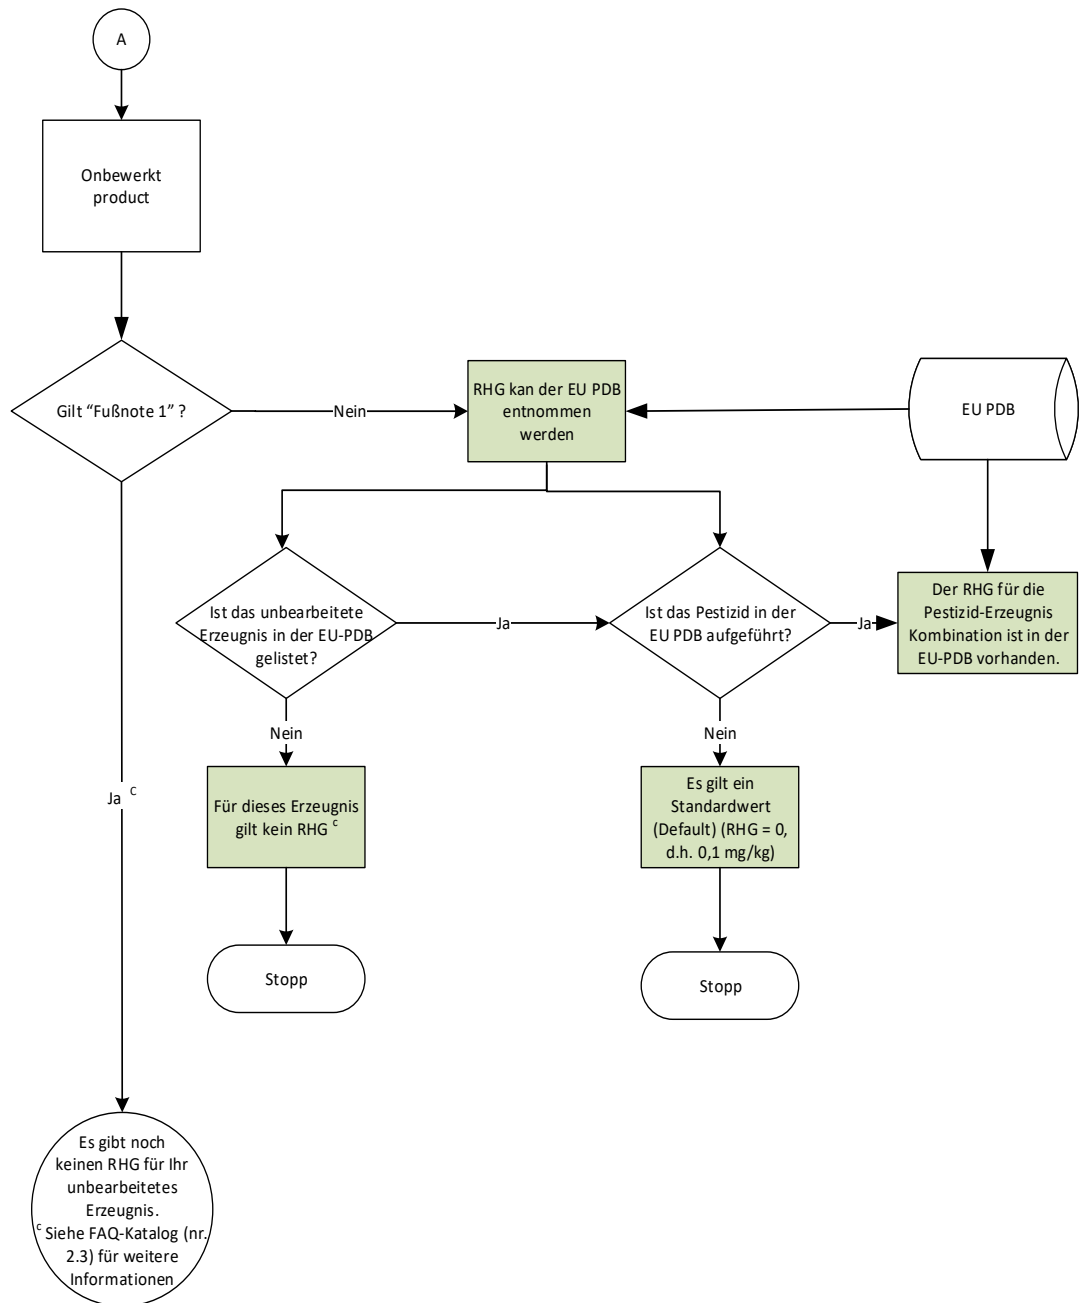 A
Onbewerkt
product
Gilt “Fußnote 1” ?
Nein
RHG kan der EU PDB
entnommen
werden
EU PDB
Ist das unbearbeitete
Erzeugnis in der EU-PDB
gelistet?
Ja
Ist das Pestizid in der
EU PDB aufgeführt?
Ja
Der RHG für die
Pestizid-Erzeugnis
Kombination ist in der
EU-PDB vorhanden.
Nein
Nein
Ja c
Für dieses Erzeugnis
gilt kein RHG c
Es gilt ein
Standardwert
(Default) (RHG = 0,
d.h. 0,1 mg/kg)
Stopp
Stopp
Es gibt noch
keinen RHG für Ihr
unbearbeitetes
Erzeugnis.
c Siehe FAQ-Katalog (nr.
2.3) für weitere
Informationen